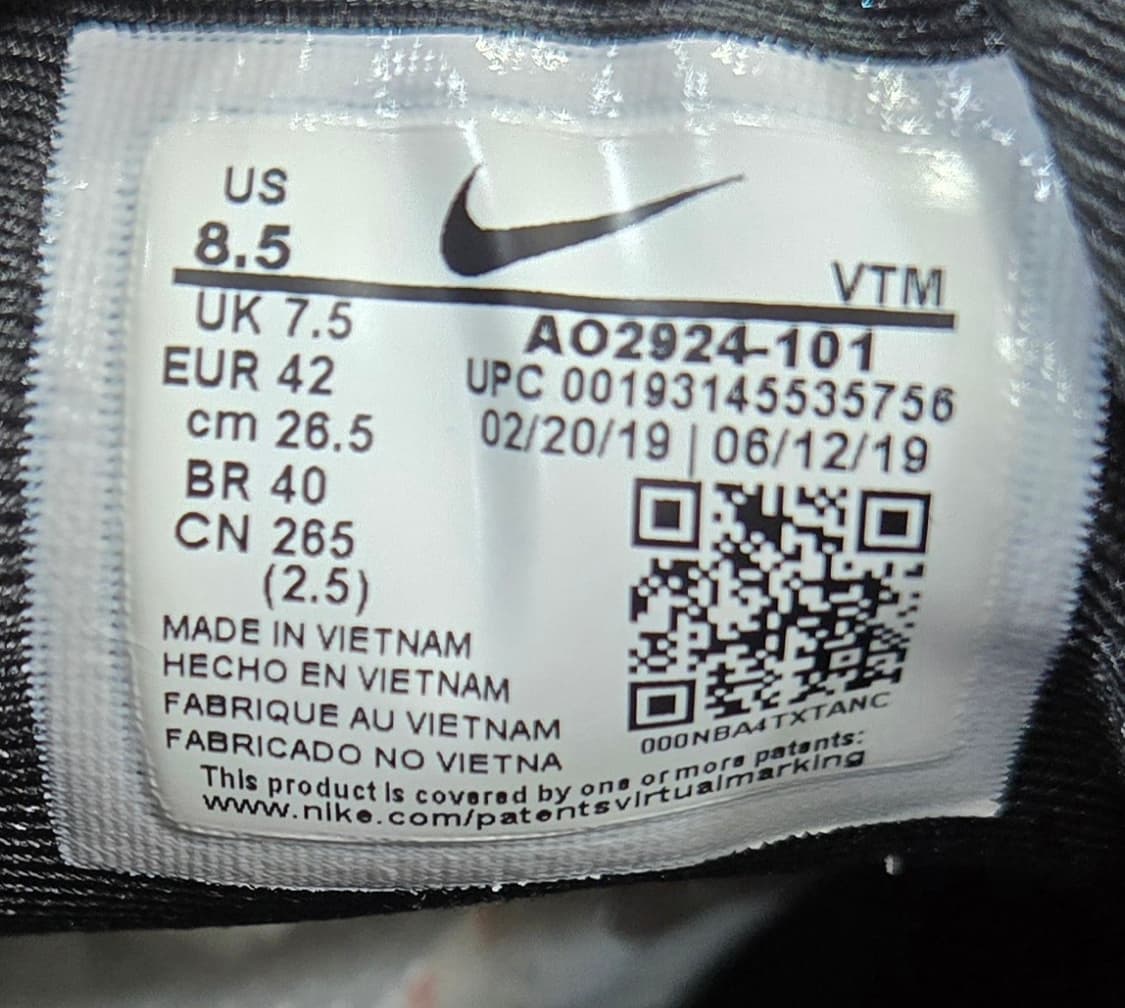 US
8.5
VTM
UK 7.5
EUR 42
cm 26.5
BR 40
CN 265
(2.5)
AO2924-101
UPC 00193145535756
02/20/19 | 06/12/19
000NBA4TXTANC
MADE IN VIETNAM
HECHO EN VIETNAM
FABRIQUE AU VIETNAM
FABRICADO NO VIETNA
This product is covered by one or more patents:
www.nike.com/patentsvirtualmarking